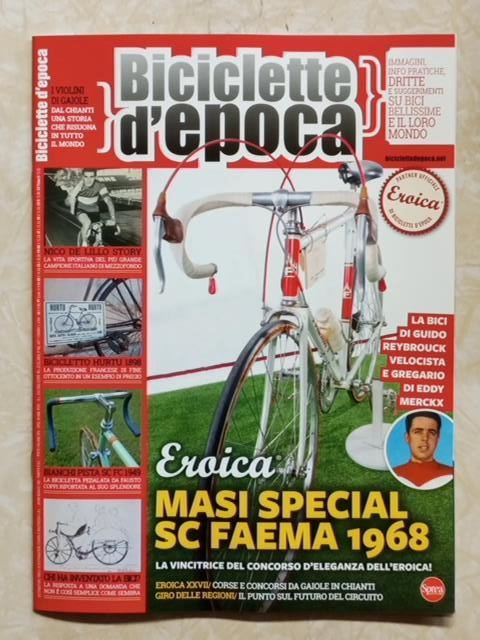 Biciclette d'epoca
I VIOLINI
DI GAIOLE
DAL CHIANTI
UNA STORIA
CHE RISUONA
IN TUTTO
IL MONDO
Biciclette
d'epoca
IMMAGINI,
INFO PRATICHE,
DRITTE
E SUGGERIMENTI
SU BICI
BELLISSIME
E IL LORO
MONDO
biciclettedepoca.net
PARTNER UFFICIALE
Eroica
DI BICICLETTE D'EPOCA
NICO DE LILLO STORY
LA VITA SPORTIVA DEL PIÙ GRANDE
CAMPIONE ITALIANO DI MEZZOFONDO
HURTU
BICICLETTO HURTU 1898
LA PRODUZIONE FRANCESE DI FINE
OTTOCENTO IN UN ESEMPIO DI PREGIO
BIANCHI PISTA SC FC 1949
LA BICICLETTA PEDALATA DA FAUSTO
COPPI RIPORTATA AL SUO SPLENDORE
CHI HA INVENTATO LA BICI?
LA RISPOSTA A UNA DOMANDA CHE
NON È COSÌ SEMPLICE COME SEMBRA
LA BICI
DI GUIDO
REYBROUCK
VELOCISTA
E GREGARIO
DI EDDY
MERCKX
Eroica
MASI SPECIAL
SC FAEMA 1968
LA VINCITRICE DEL CONCORSO D'ELEGANZA DELL'EROICA!
EROICA XXVII/ CORSE E CONCORSI DA GAIOLE IN CHIANTI
GIRO DELLE REGIONI/ IL PUNTO SUL FUTURO DEL CIRCUITO
Sprea